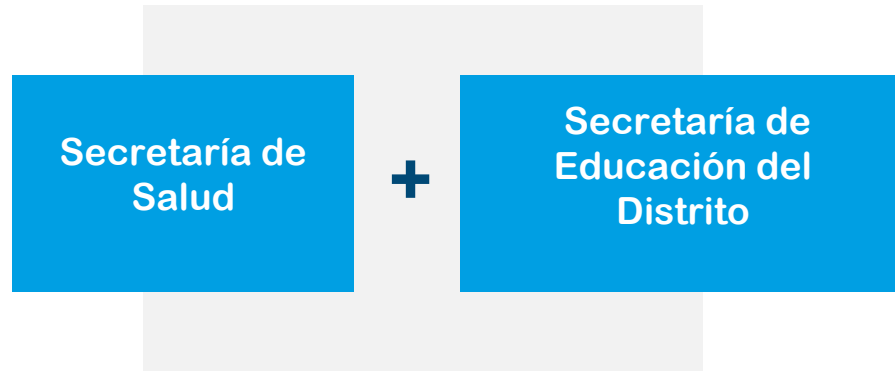 Secretaría de
Salud
+
Secretaría de
Educación del
Distrito